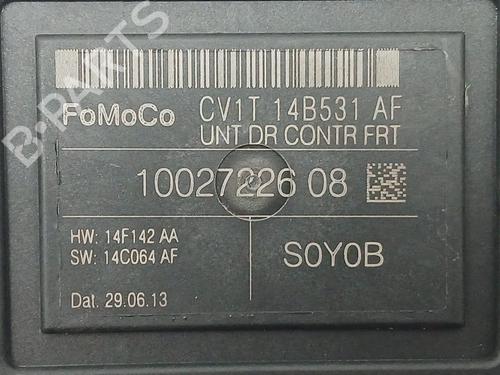 FoMoCo CV1T 14B531 AF
UNT DR CONTR FRT
10027226 08
HW: 14F142 AA
SW: 14C064 AF
S0Y0B
Dat. 29.06.13
B-PARTS